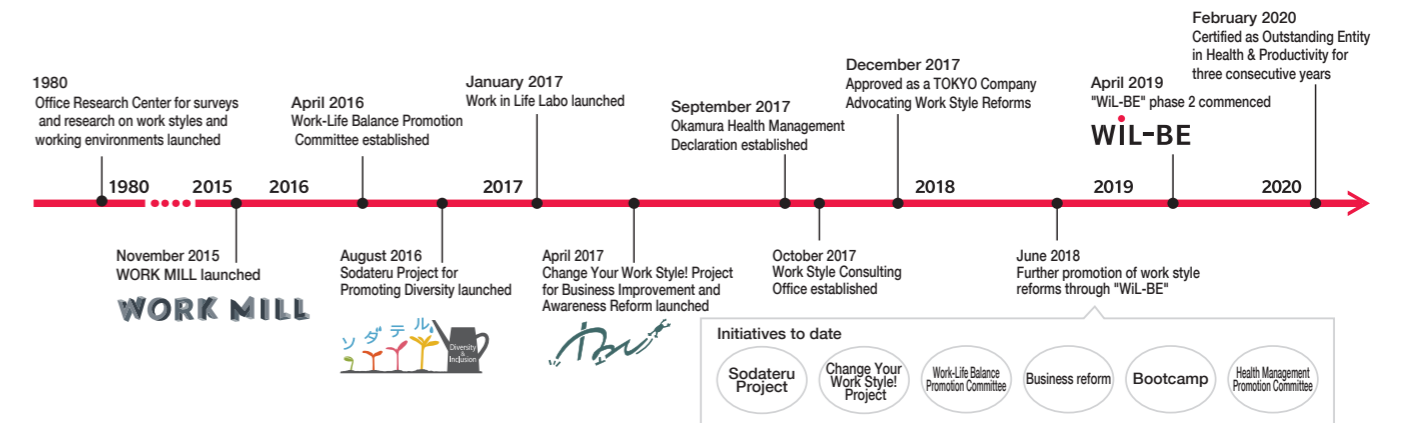 1980
Office Research Center for surveys
and research on work styles and
working environments launched
April 2016
Work-Life Balance Promotion
Committee established
January 2017
Work in Life Labo launched
September 2017
Okamura Health Management
Declaration established
December 2017
Approved as a TOKYO Company
Advocating Work Style Reforms
April 2019
"WiL-BE" phase 2 commenced
WiL-BE
February 2020
Certified as Outstanding Entity
in Health & Productivity for
three consecutive years
1980
2015
2016
2017
2018
2019
2020
November 2015
WORK MILL launched
WORK MILL
August 2016
Sodateru Project for
Promoting Diversity launched
ソダテル
Diversity
&
Inclusion
April 2017
Change Your Work Style! Project
for Business Improvement and
Awareness Reform launched
October 2017
Work Style Consulting
Office established
June 2018
Further promotion of work style
reforms through "WiL-BE"
Initiatives to date
Sodateru
Project
Change Your
Work Style!
Project
Work-Life Balance
Promotion Committee
Business reform
Bootcamp
Health Management
Promotion Committee